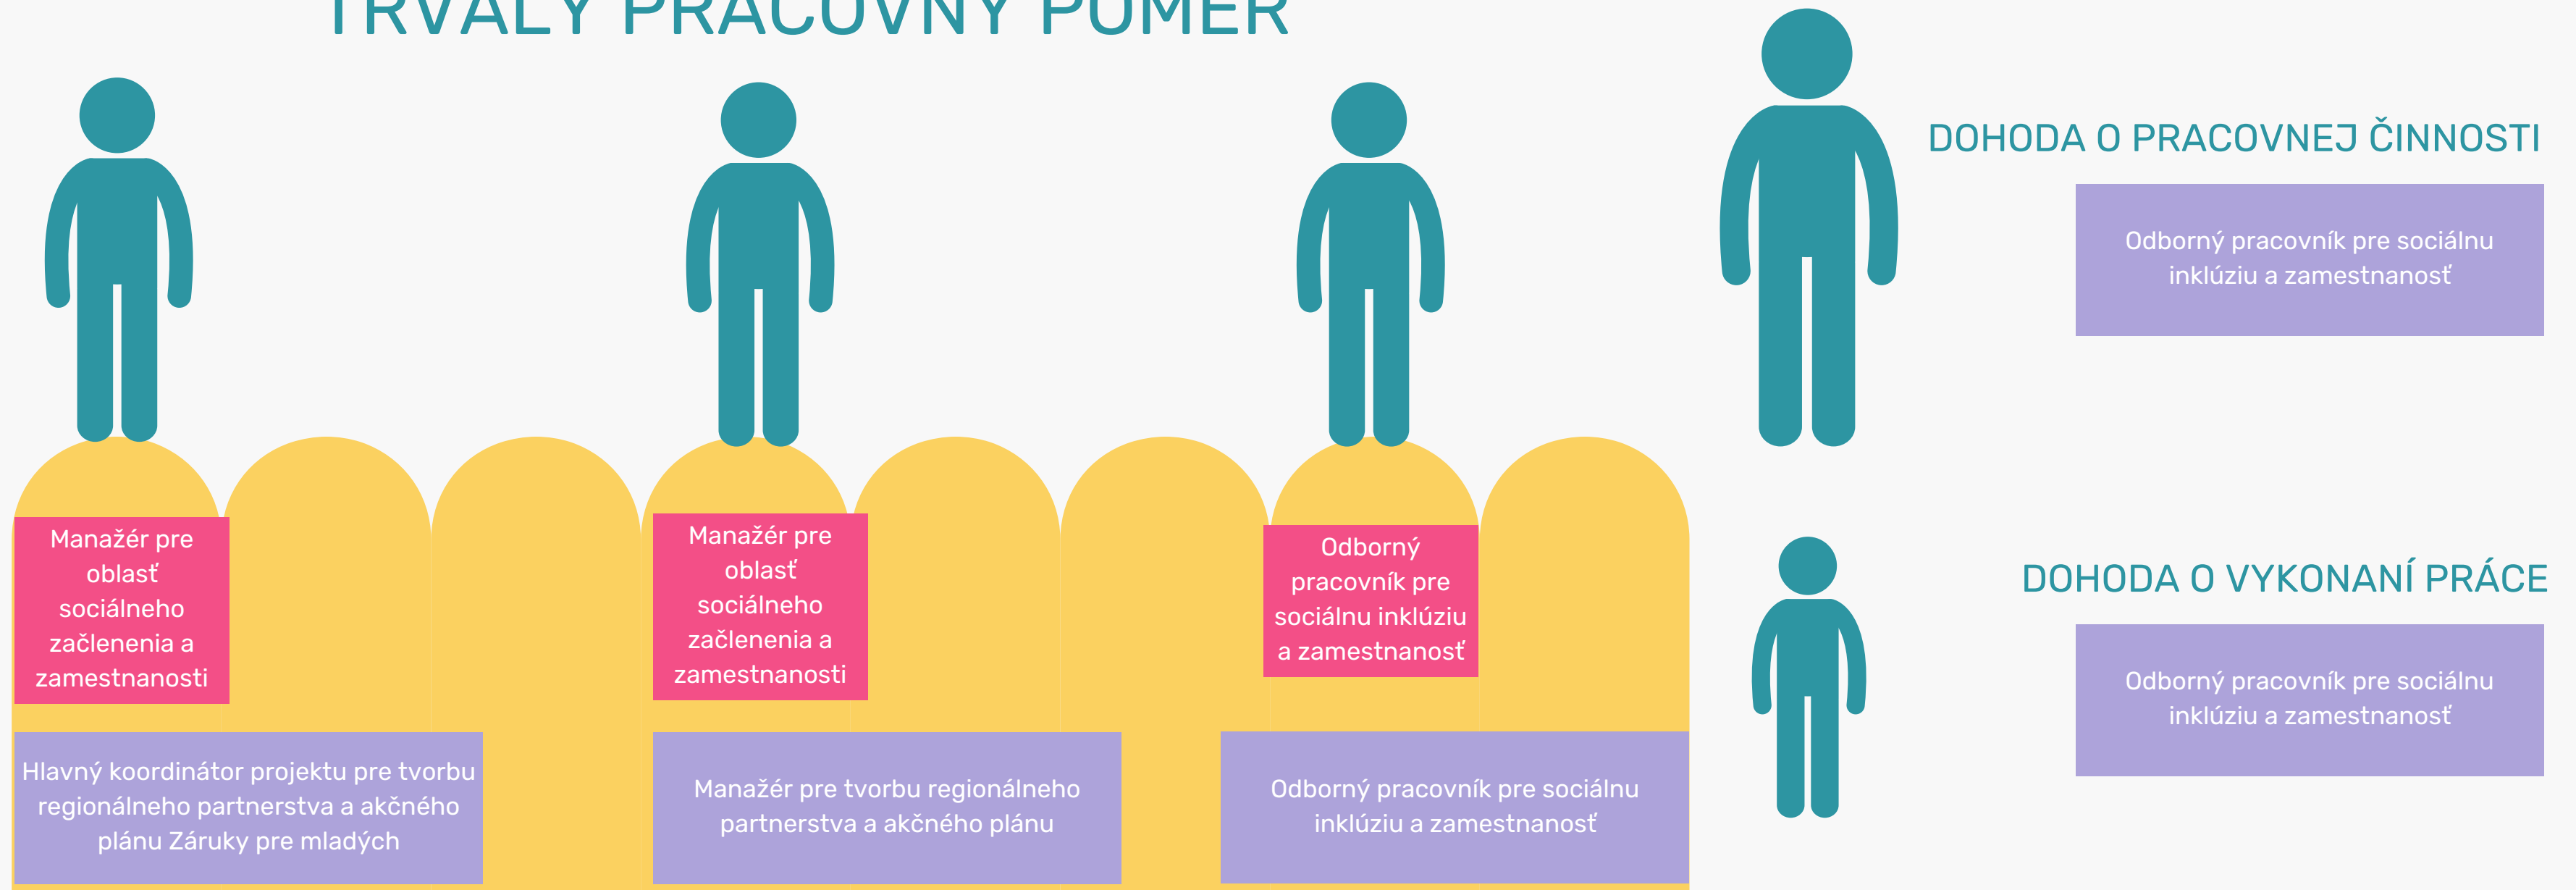 TRVALÝ PRACOVNÝ POMER
DOHODA O PRACOVNEJ ČINNOSTI
Odborný pracovník pre sociálnu
inklúziu a zamestnanosť
Manažér pre
oblasť
sociálneho
začlenenia a
zamestnanosti
Manažér pre
oblasť
sociálneho
začlenenia a
zamestnanosti
Odborný
pracovník pre
sociálnu inklúziu
a zamestnanosť
DOHODA O VYKONANÍ PRÁCE
Odborný pracovník pre sociálnu
inklúziu a zamestnanosť
Hlavný koordinátor projektu pre tvorbu
regionálneho partnerstva a akčného
plánu Záruky pre mladých
Manažér pre tvorbu regionálneho
partnerstva a akčného plánu
Odborný pracovník pre sociálnu
inklúziu a zamestnanosť